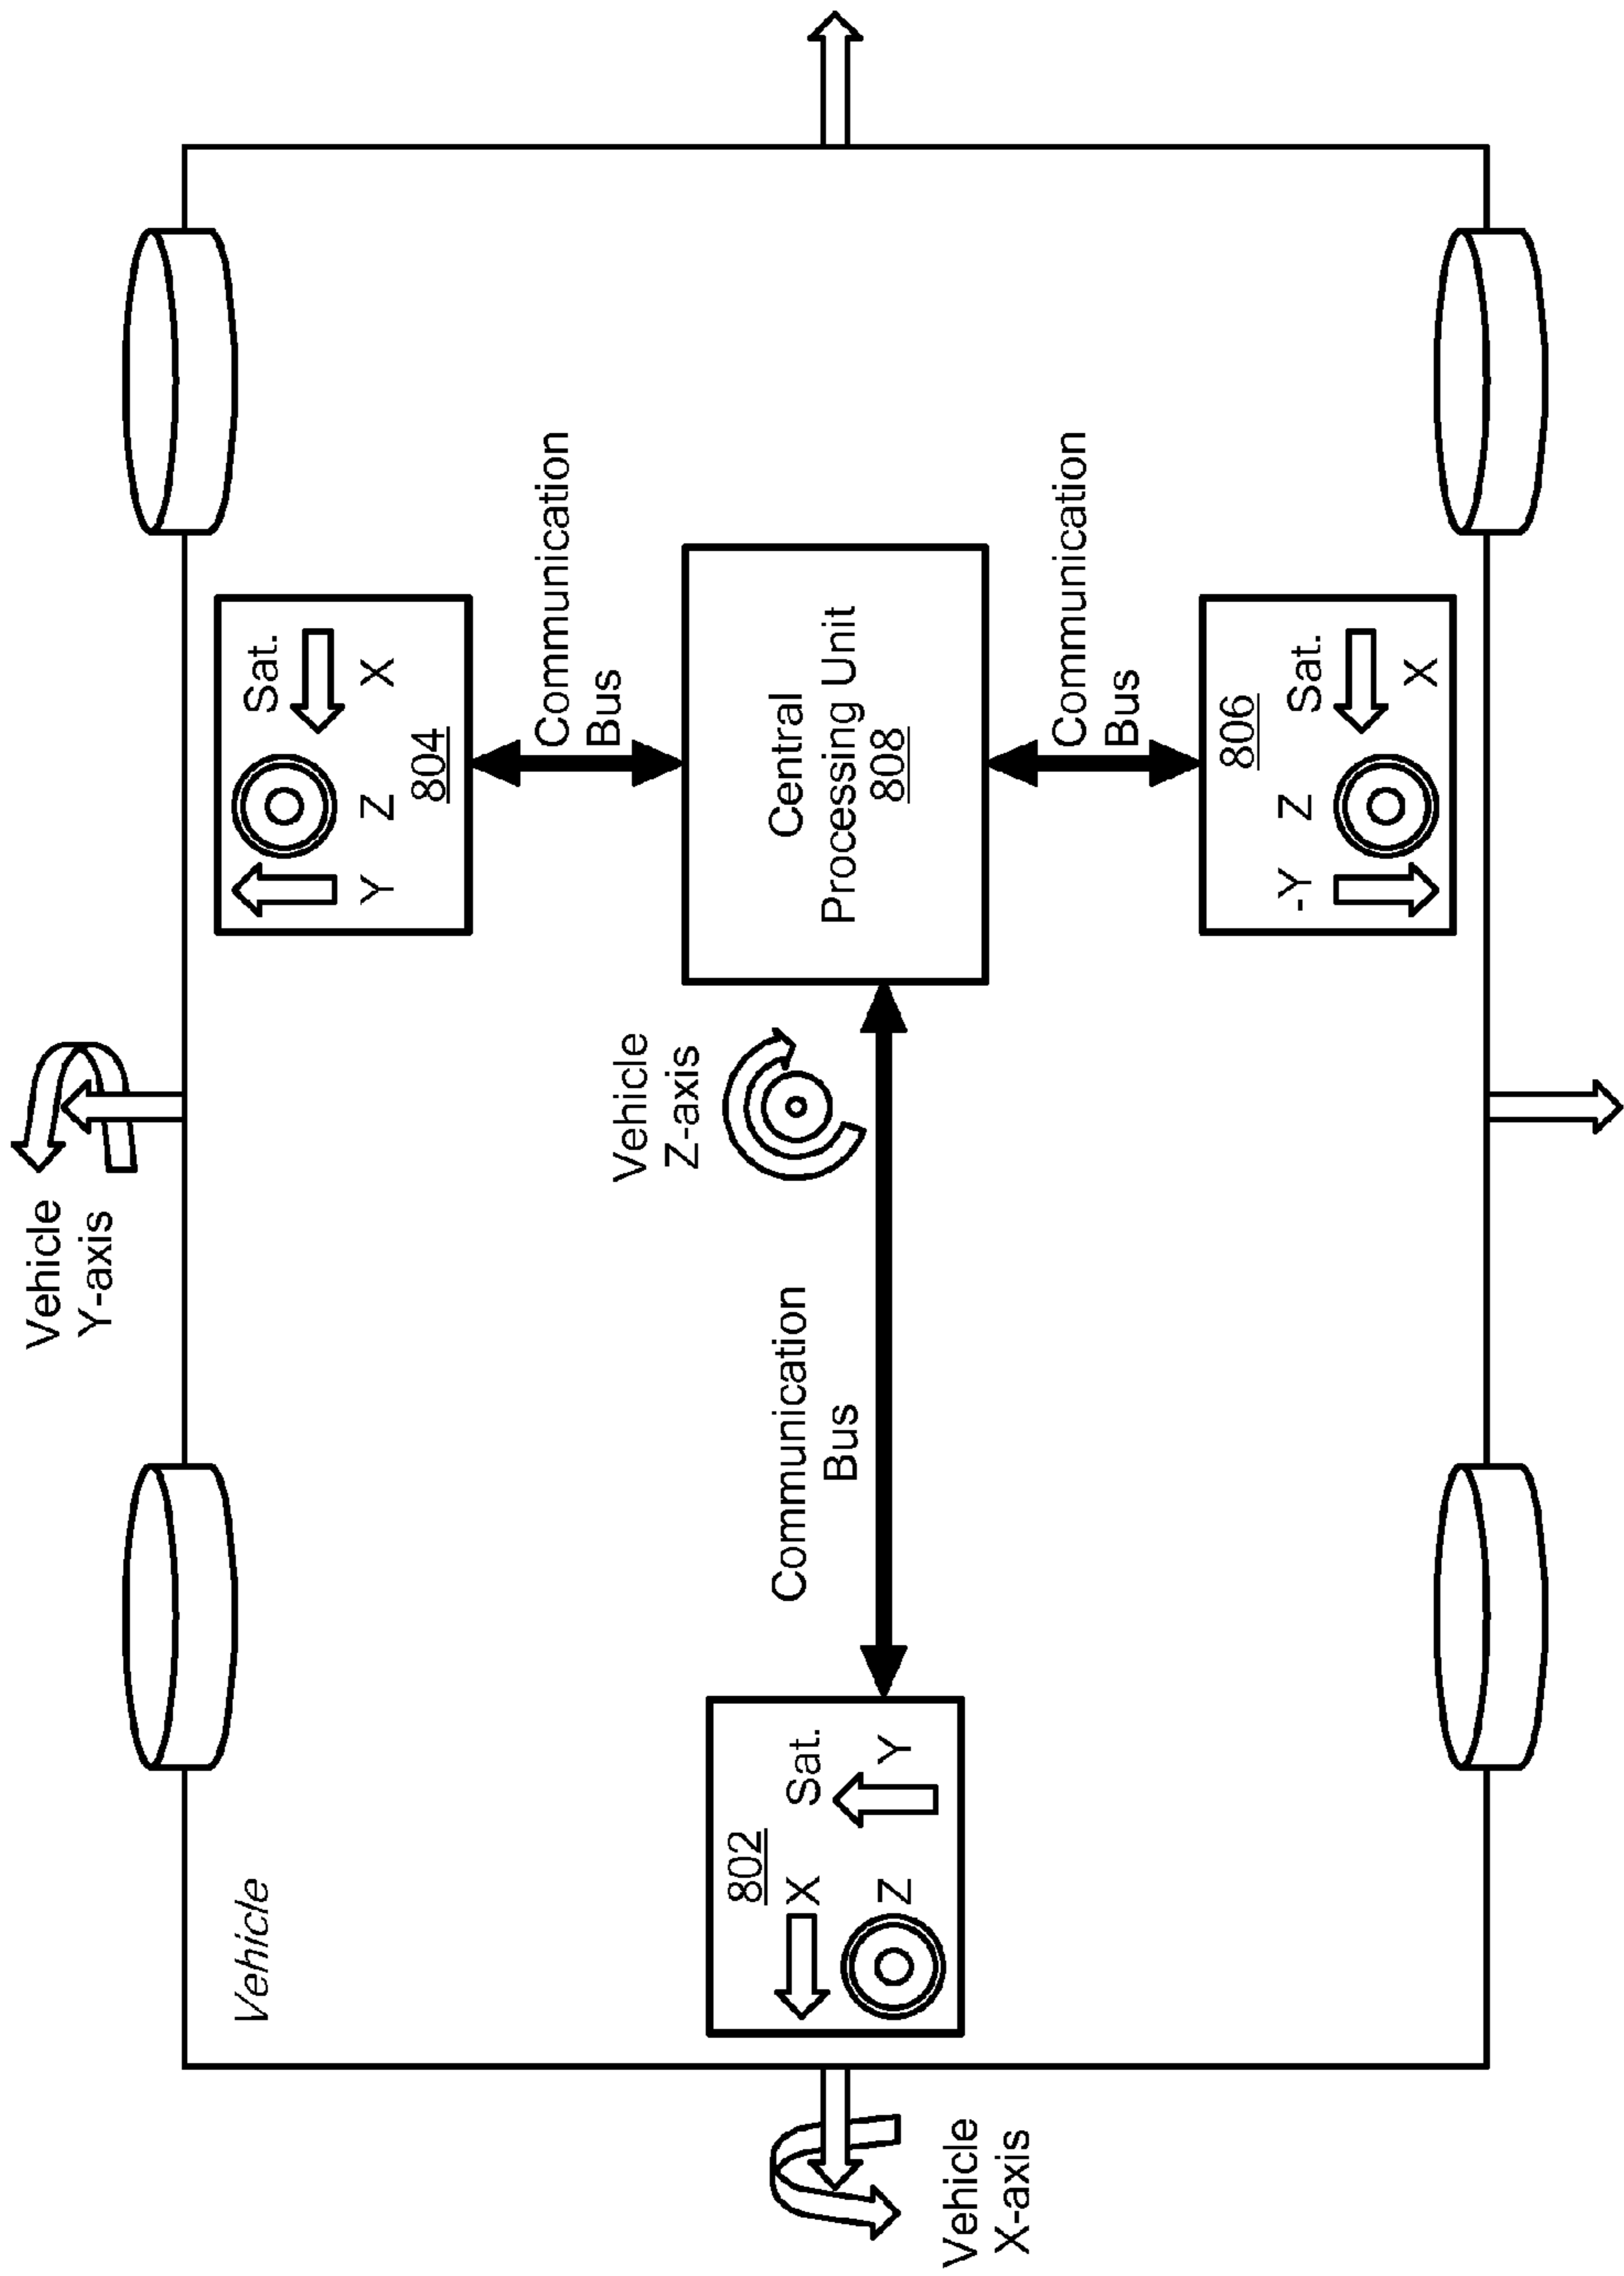 Vehicle
Y-axis
Vehicle
Sat.
X
Y
Z
804
Communication
Bus
Central
Processing Unit
808
Vehicle
Z-axis
Communication
Bus
802
X
Sat.
Z
Y
Communication
Bus
806
Sat.
-Y
Z
X
Vehicle
X-axis